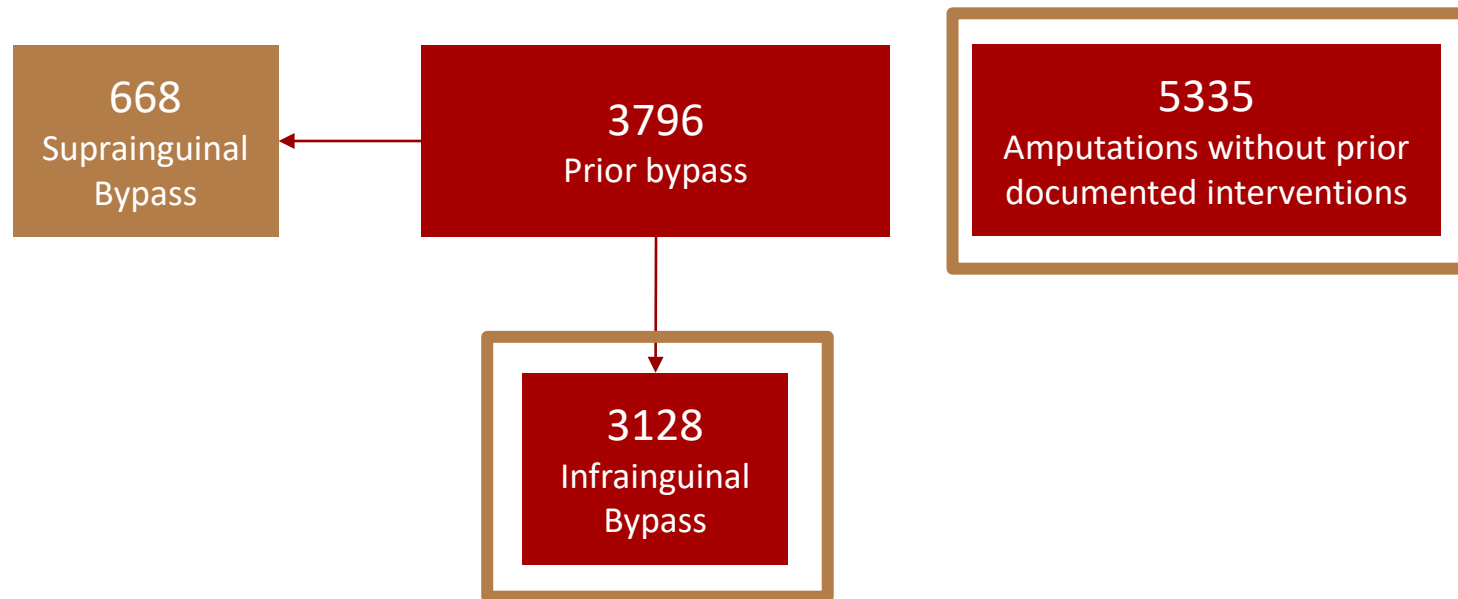 668
Suprainguinal
Bypass
3796
Prior bypass
5335
Amputations without prior
documented interventions
3128
Infrainguinal
Bypass